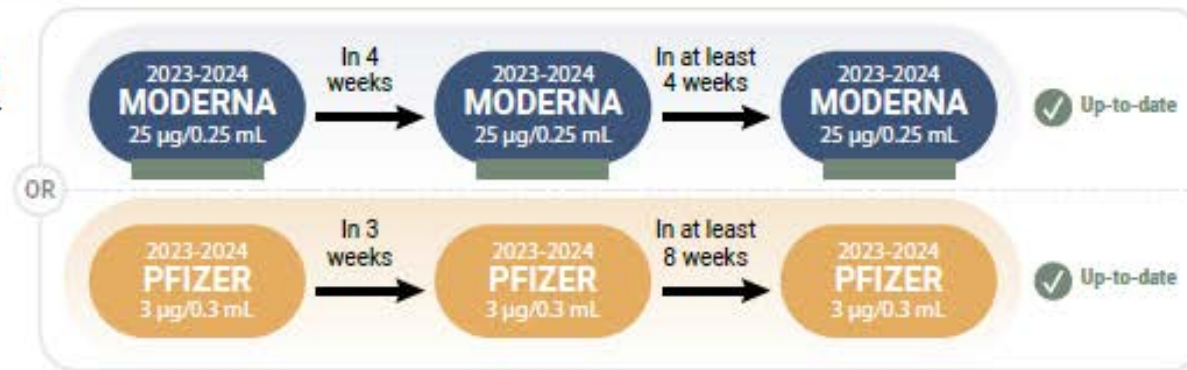 In 4
weeks
In at least
4 weeks
2023-2024
MODERNA
25 µg/0.25 mL
2023-2024
MODERNA
25 µg/0.25 mL
2023-2024
MODERNA
25 µg/0.25 mL
Up-to-date
OR
In 3
weeks
In at least
8 weeks
2023-2024
PFIZER
3 µg/0.3 mL
2023-2024
PFIZER
3 µg/0.3 mL
2023-2024
PFIZER
3 µg/0.3 mL
Up-to-date